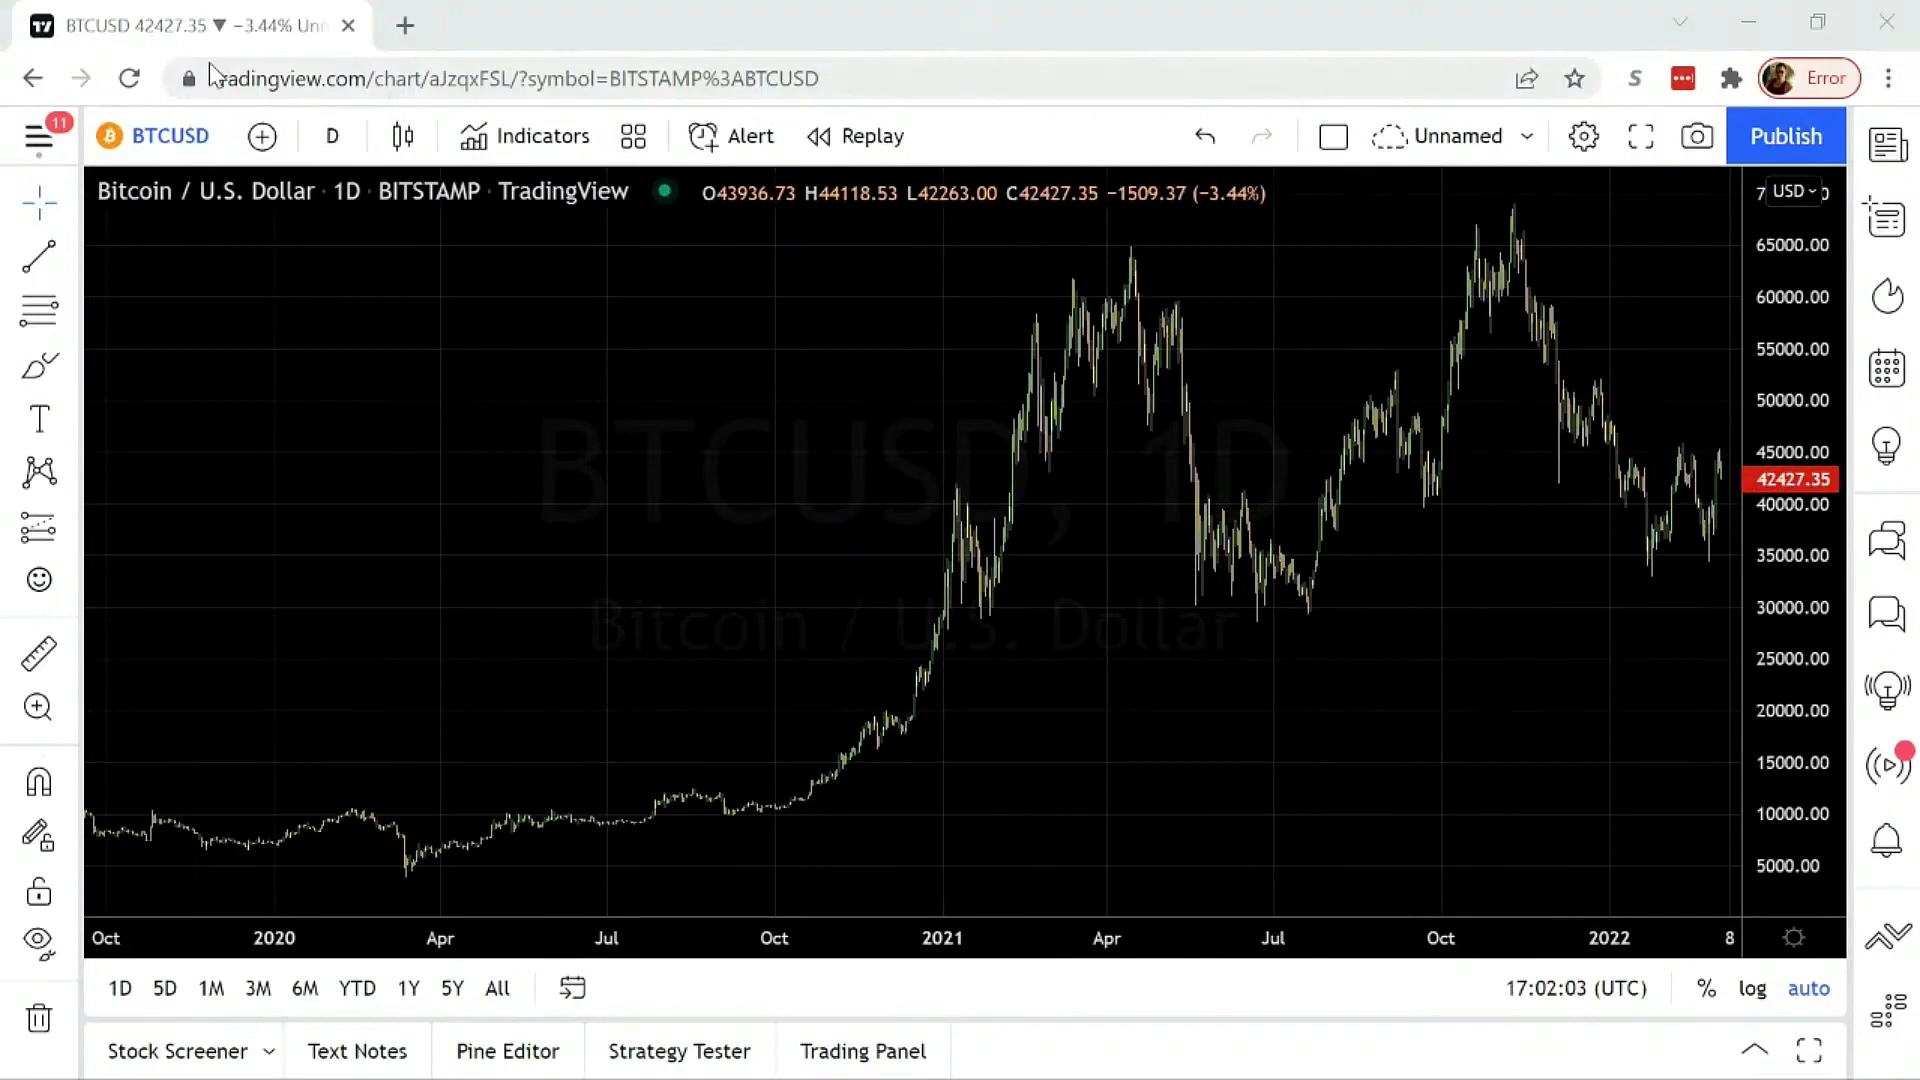 BTCUSD 42427.35 ▼ −3.44% Unn
tradingview.com/chart/aJzqxFSL/?symbol=BITSTAMP%3ABTCUSD
S
Error
11
BTCUSD
D
Indicators
Alert
Replay
Unnamed
Publish
Bitcoin / U.S. Dollar · 1D · BITSTAMP · TradingView
O43936.73 H44118.53 L42263.00 C42427.35 −1509.37 (−3.44%)
USD
65000.00
60000.00
55000.00
50000.00
45000.00
42427.35
40000.00
35000.00
30000.00
25000.00
20000.00
15000.00
10000.00
5000.00
BTCUSD, 1D
Bitcoin / U.S. Dollar
Oct 2020 Apr Jul Oct 2021 Apr Jul Oct 2022 8
1D 5D 1M 3M 6M YTD 1Y 5Y All
17:02:03 (UTC) % log auto
Stock Screener Text Notes Pine Editor Strategy Tester Trading Panel